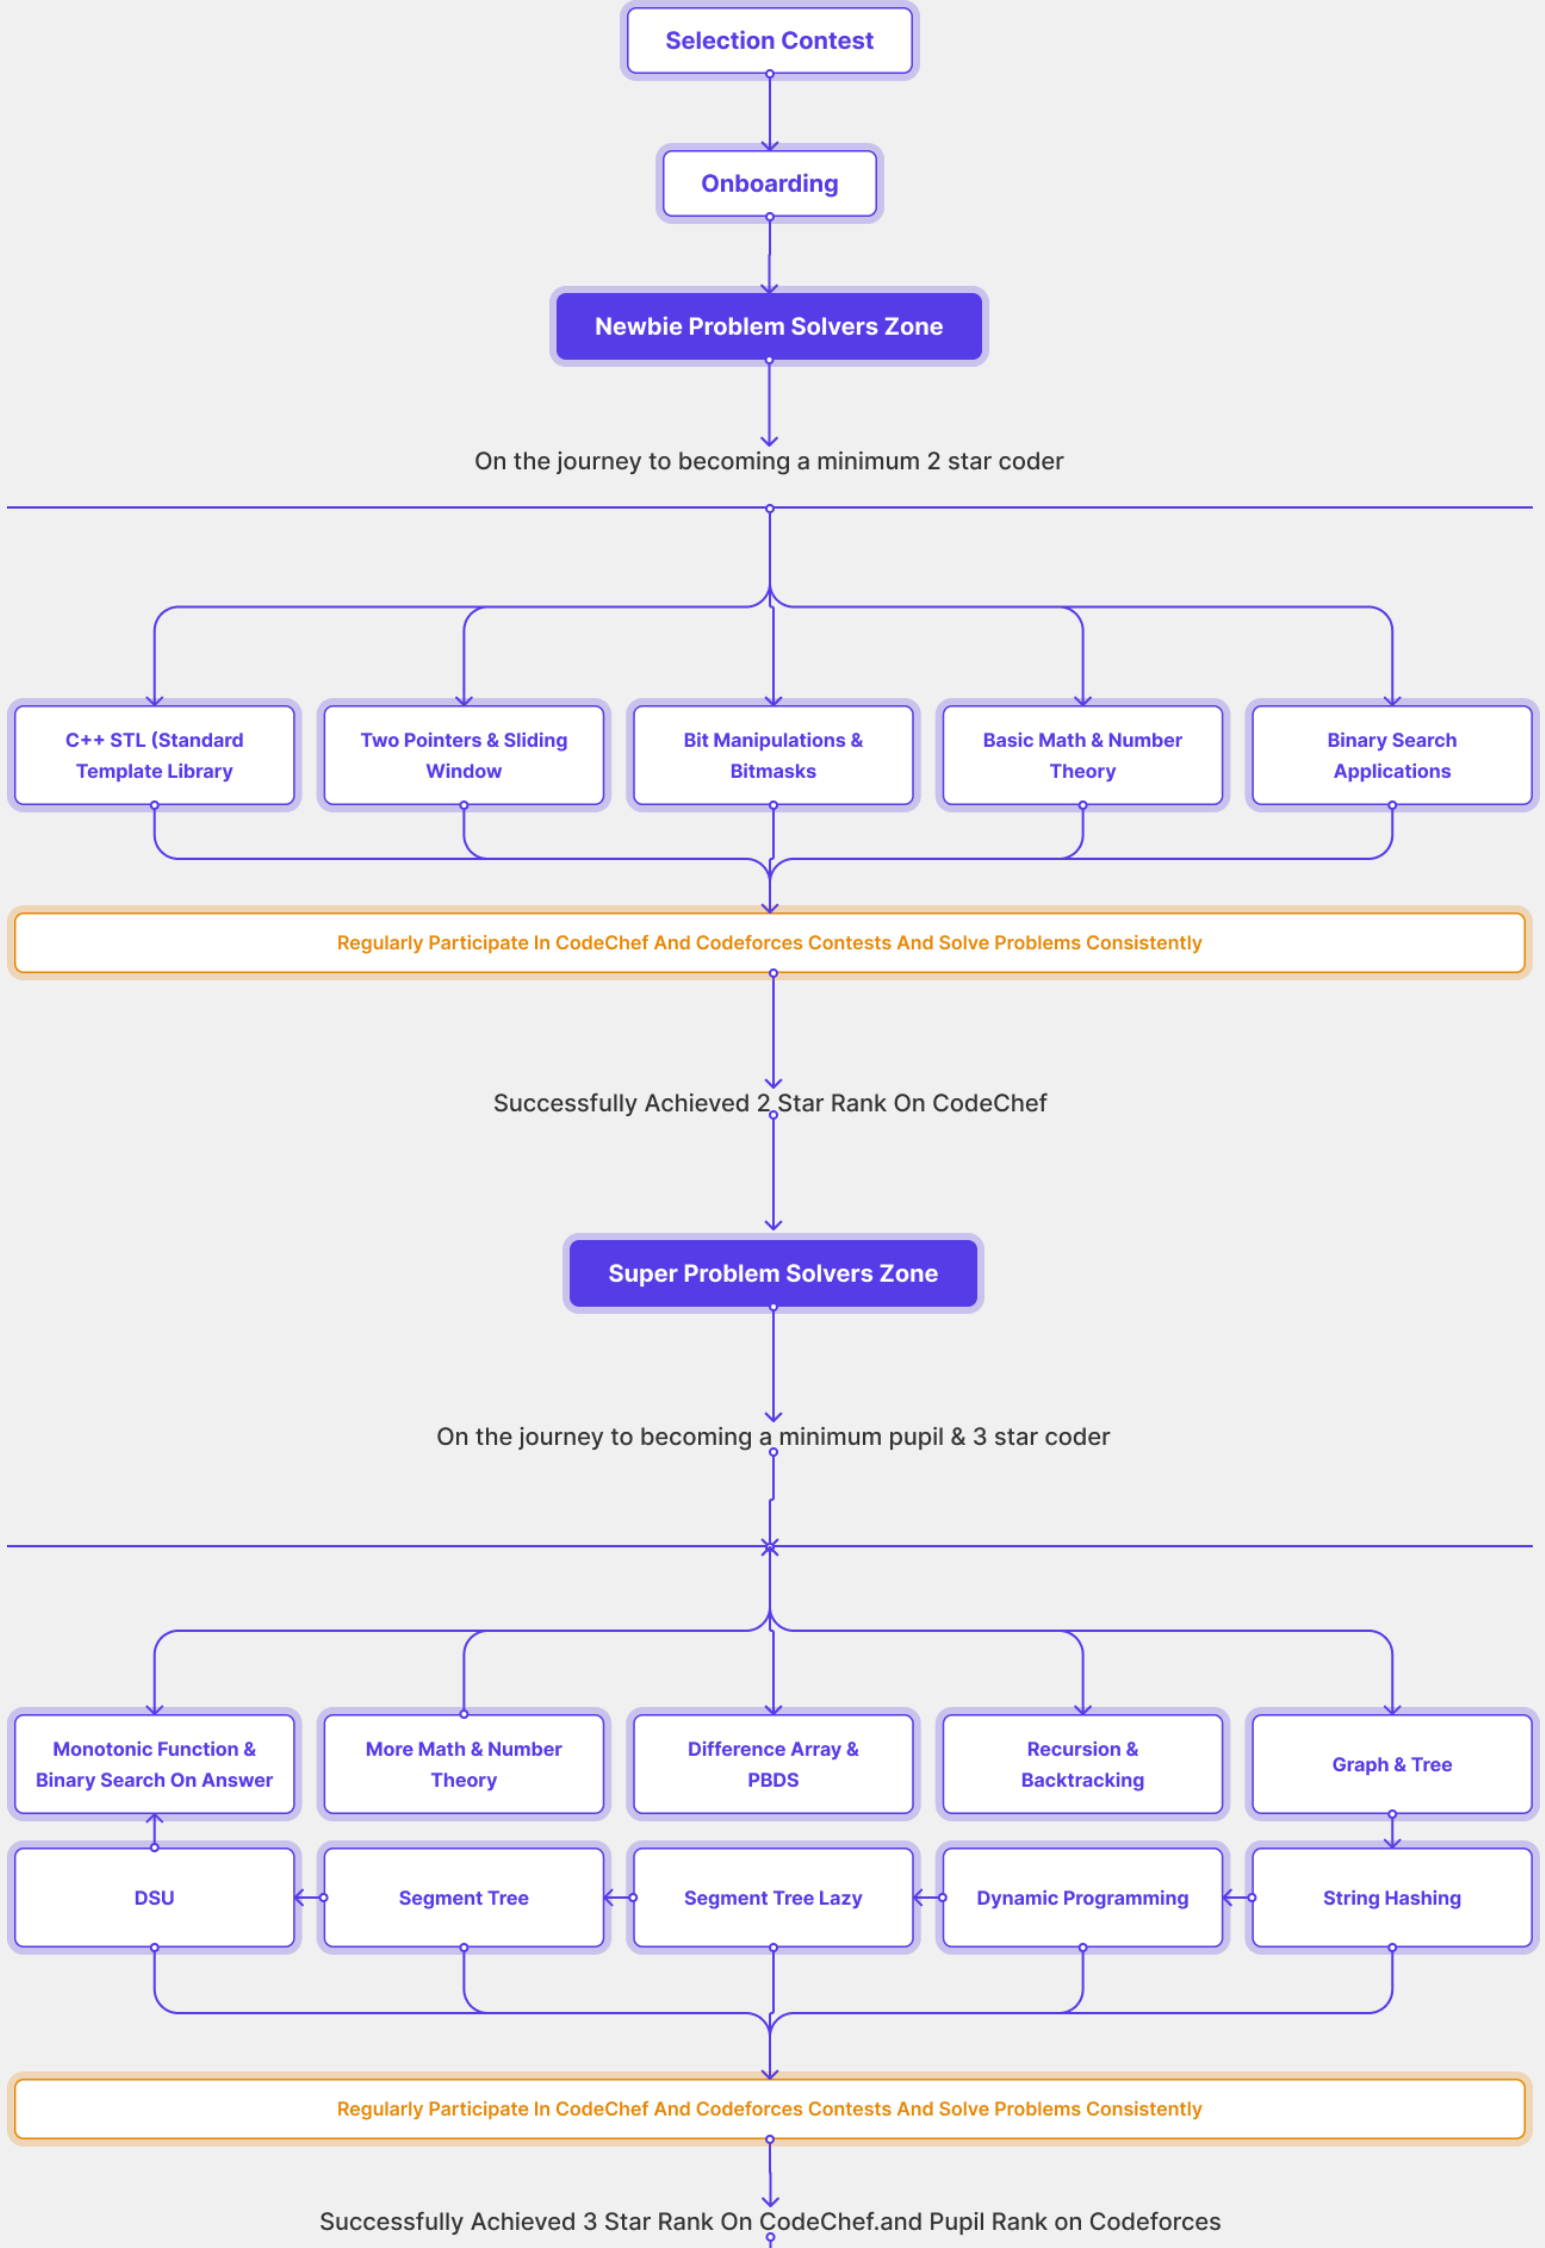 Selection Contest
Onboarding
Newbie Problem Solvers Zone
On the journey to becoming a minimum 2 star coder
C++ STL (Standard
Template Library
Two Pointers & Sliding
Window
Bit Manipulations &
Bitmasks
Basic Math & Number
Theory
Binary Search
Applications
Regularly Participate In CodeChef And Codeforces Contests And Solve Problems Consistently
Successfully Achieved 2 Star Rank On CodeChef
Super Problem Solvers Zone
On the journey to becoming a minimum pupil & 3 star coder
Monotonic Function &
Binary Search On Answer
More Math & Number
Theory
Difference Array &
PBDS
Recursion &
Backtracking
Graph & Tree
DSU
Segment Tree
Segment Tree Lazy
Dynamic Programming
String Hashing
Regularly Participate In CodeChef And Codeforces Contests And Solve Problems Consistently
Successfully Achieved 3 Star Rank On CodeChef.and Pupil Rank on Codeforces